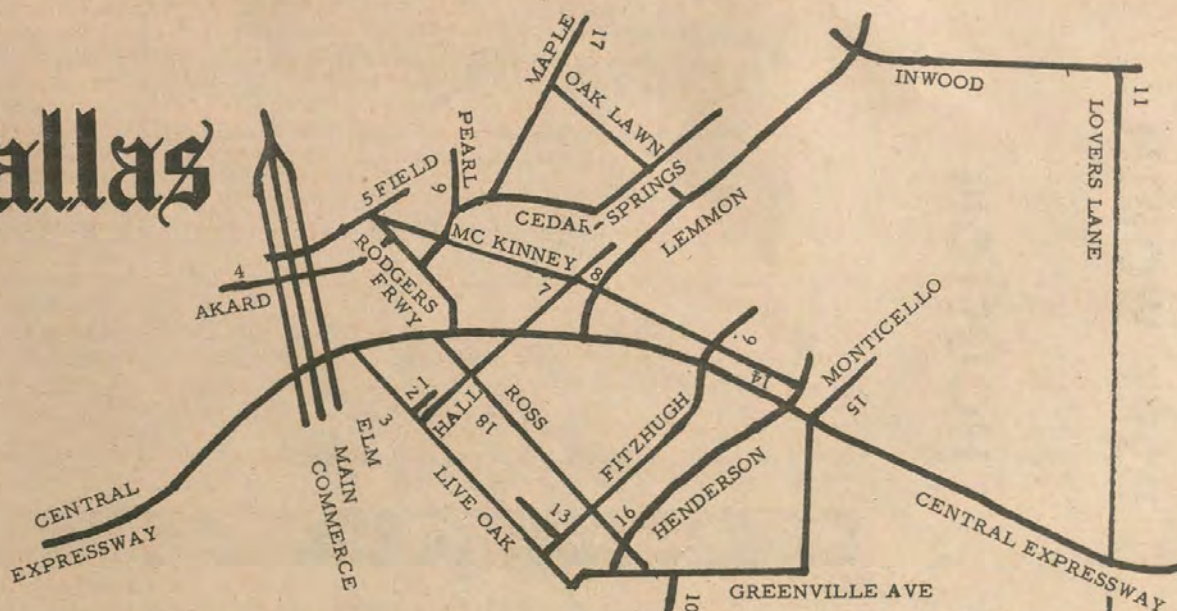 allas
MAPLE
17
OAK LAWN
INWOOD
11
LOVERS LANE
PEARL
6
5 FIELD
CEDAR SPRINGS
LEMMON
MC KINNEY
RODGERS
FRWY
4
AKARD
7
8
9
14
MONTICELLO
15
12
HALL
18
ROSS
3
ELM
MAIN
COMMERCE
LIVE OAK
FITZHUGH
13
16
HENDERSON
CENTRAL
EXPRESSWAY
CENTRAL EXPRESSWAY
GREENVILLE AVE
10